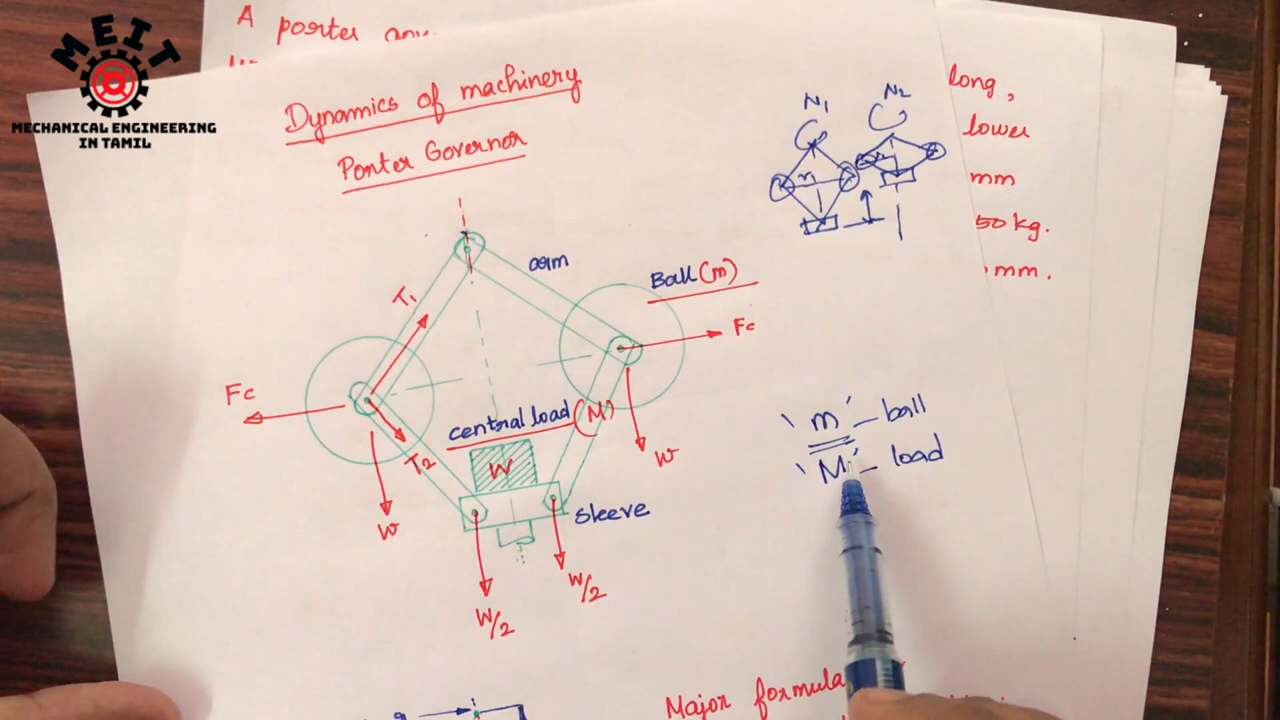 MEIT
MECHANICAL ENGINEERING
IN TAMIL
A porter
Dynamics of machinery
Porter Governor
N1
N2
r
long,
lower
mm
50 kg.
mm.
arm
Ball (m)
T1
Fc
Fc
central load (M)
W
T2
w
w
sleeve
W/2
W/2
'm' - ball
'M' - load
Major formula